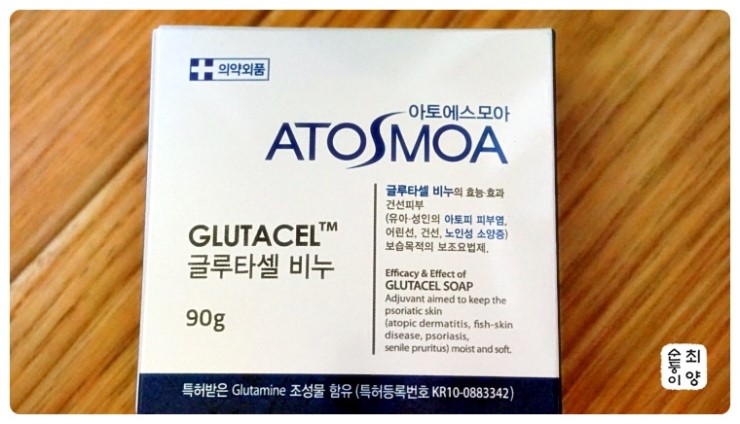 의약외품
아토에스모아
ATOSMOA
GLUTACEL™
글루타셀 비누
90g
글루타셀 비누의 효능·효과
건선피부
(유아·성인의 아토피 피부염,
어린선, 건선, 노인성 소양증)
보습목적의 보조요법제.
Efficacy & Effect of
GLUTACEL SOAP
Adjuvant aimed to keep the
psoriatic skin
(atopic dermatitis, fish-skin
disease, psoriasis,
senile pruritus) moist and soft.
특허받은 Glutamine 조성물 함유 (특허등록번호 KR10-0883342)
순둥이
최양